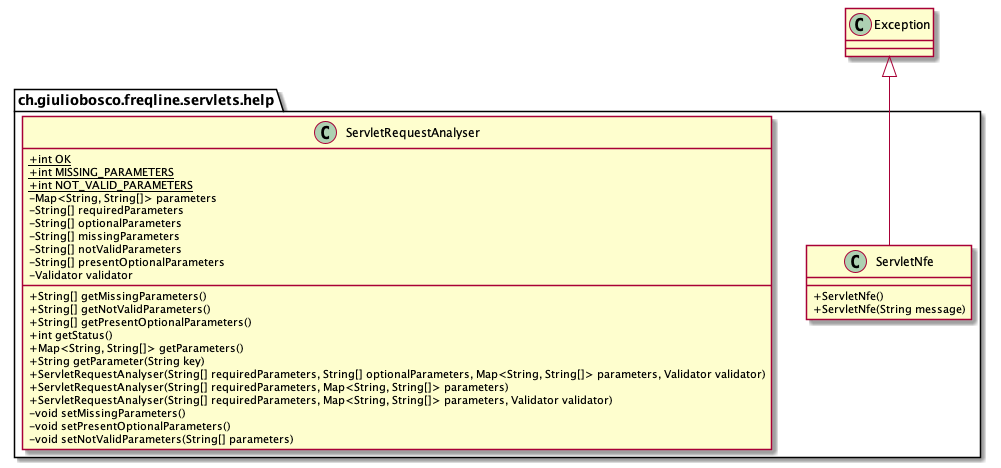 C Exception
ch.giuliobosco.freqline.servlets.help
C ServletRequestAnalyser
+int OK
+int MISSING_PARAMETERS
+int NOT_VALID_PARAMETERS
-Map<String, String[]> parameters
-String[] requiredParameters
-String[] optionalParameters
-String[] missingParameters
-String[] notValidParameters
-String[] presentOptionalParameters
-Validator validator
+String[] getMissingParameters()
+String[] getNotValidParameters()
+String[] getPresentOptionalParameters()
+int getStatus()
+Map<String, String[]> getParameters()
+String getParameter(String key)
+ServletRequestAnalyser(String[] requiredParameters, String[] optionalParameters, Map<String, String[]> parameters, Validator validator)
+ServletRequestAnalyser(String[] requiredParameters, Map<String, String[]> parameters)
+ServletRequestAnalyser(String[] requiredParameters, Map<String, String[]> parameters, Validator validator)
-void setMissingParameters()
-void setPresentOptionalParameters()
-void setNotValidParameters(String[] parameters)
C ServletNfe
+ServletNfe()
+ServletNfe(String message)